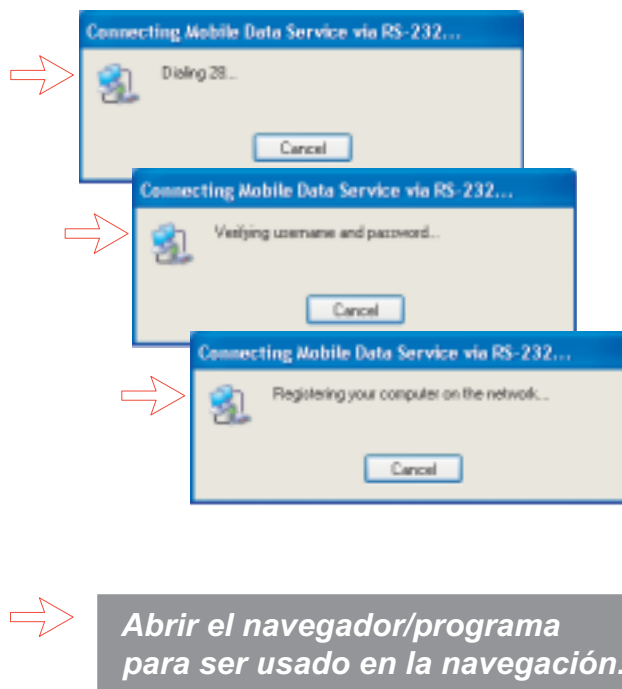 Connecting Mobile Data Service via RS-232...
Dialing 28...
Cancel
Connecting Mobile Data Service via RS-232...
Verifying username and password...
Cancel
Connecting Mobile Data Service via RS-232...
Registering your computer on the network...
Cancel
Abrir el navegador/programa
para ser usado en la navegación.